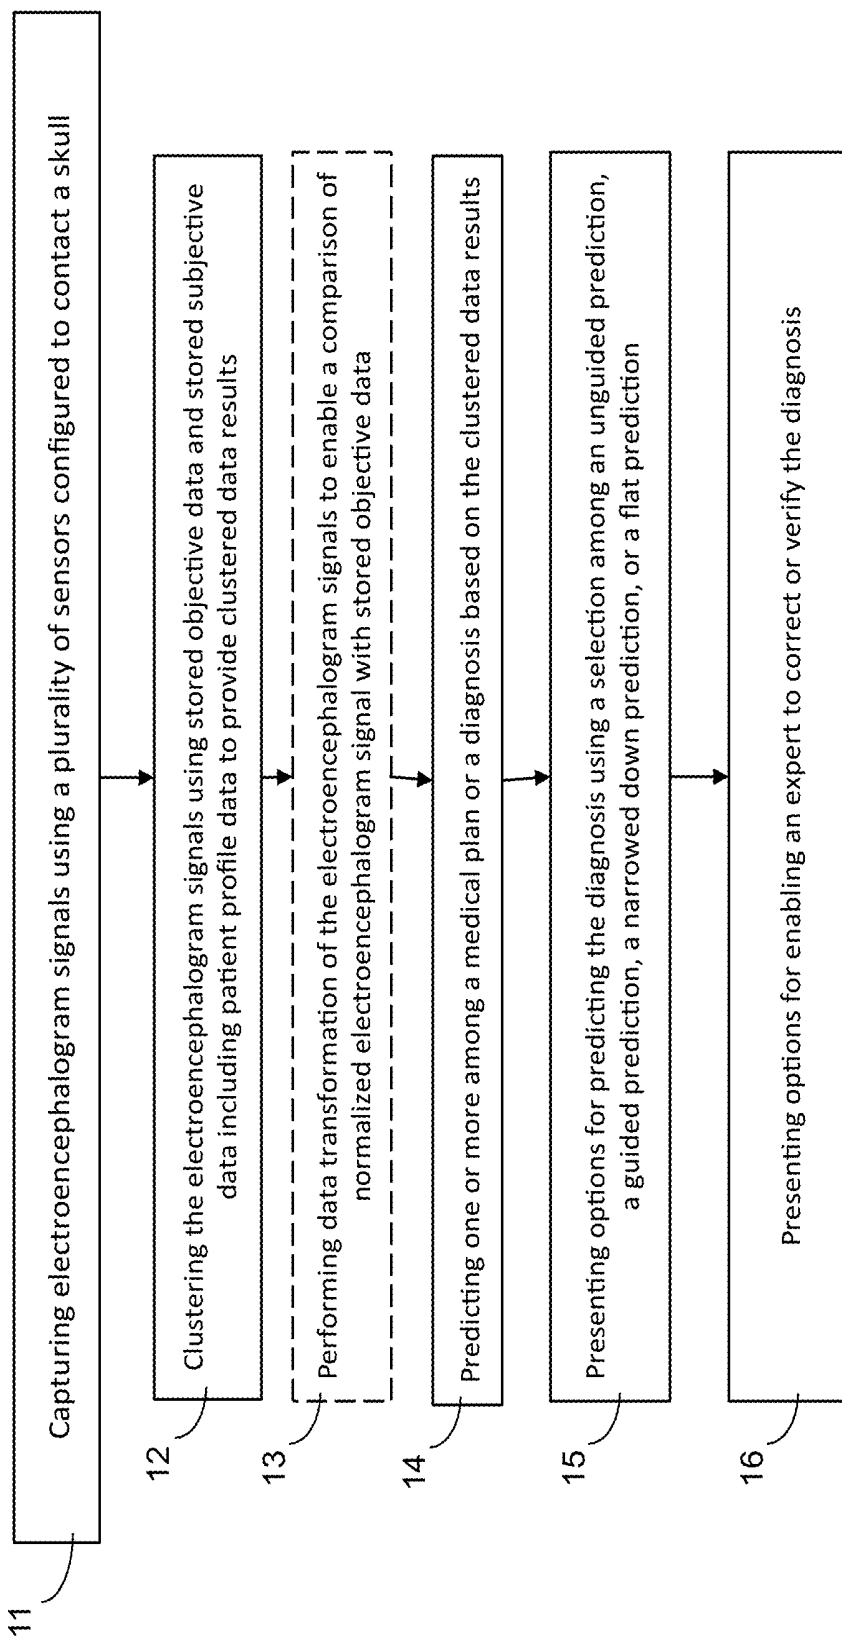 11
Capturing electroencephalogram signals using a plurality of sensors configured to contact a skull
12
Clustering the electroencephalogram signals using stored objective data and stored subjective
data including patient profile data to provide clustered data results
13
Performing data transformation of the electroencephalogram signals to enable a comparison of
normalized electroencephalogram signal with stored objective data
14
Predicting one or more among a medical plan or a diagnosis based on the clustered data results
15
Presenting options for predicting the diagnosis using a selection among an unguided prediction,
a guided prediction, a narrowed down prediction, or a flat prediction
16
Presenting options for enabling an expert to correct or verify the diagnosis